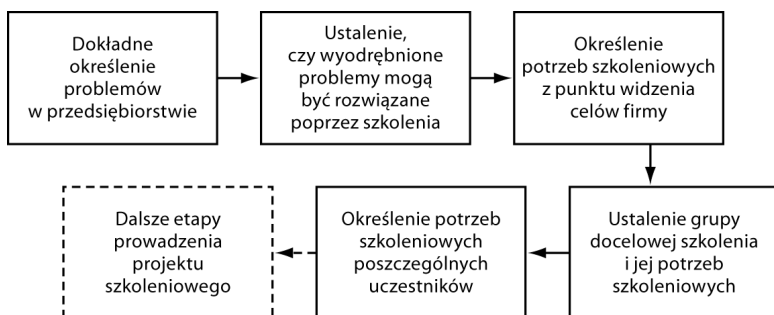 Dokładne
określenie
problemów
w przedsiębiorstwie
Ustalenie,
czy wyodrębnione
problemy mogą
być rozwiązane
poprzez szkolenia
Określenie
potrzeb szkoleniowych
z punktu widzenia
celów firmy
Ustalenie grupy
docelowej szkolenia
i jej potrzeb
szkoleniowych
Określenie potrzeb
szkoleniowych
poszczególnych
uczestników
Dalsze etapy
prowadzenia
projektu
szkoleniowego